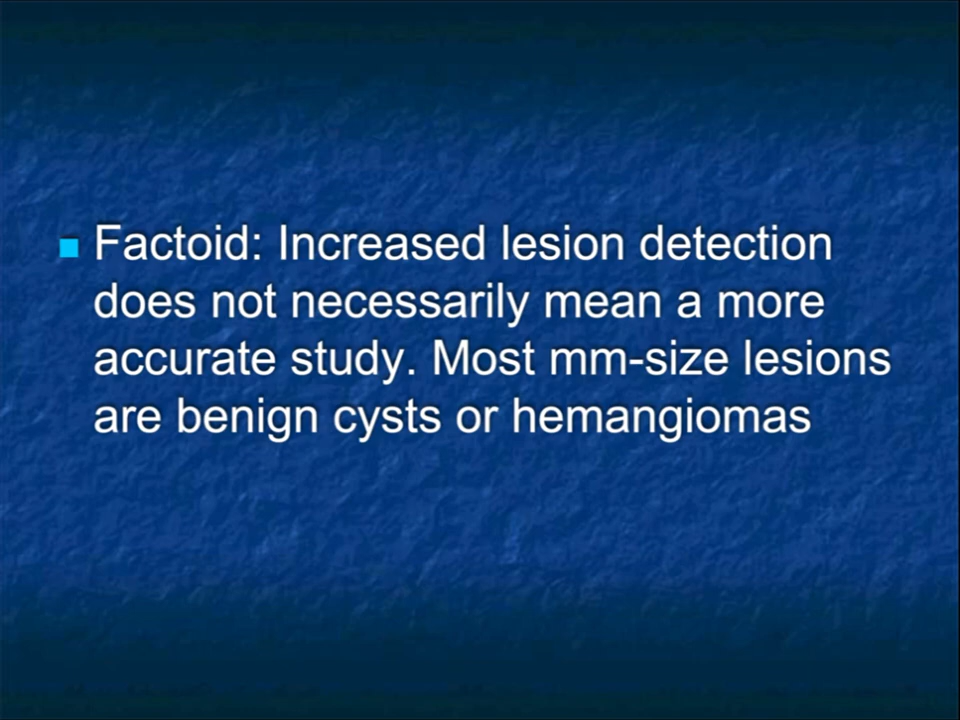 Factoid: Increased lesion detection
does not necessarily mean a more
accurate study. Most mm-size lesions
are benign cysts or hemangiomas